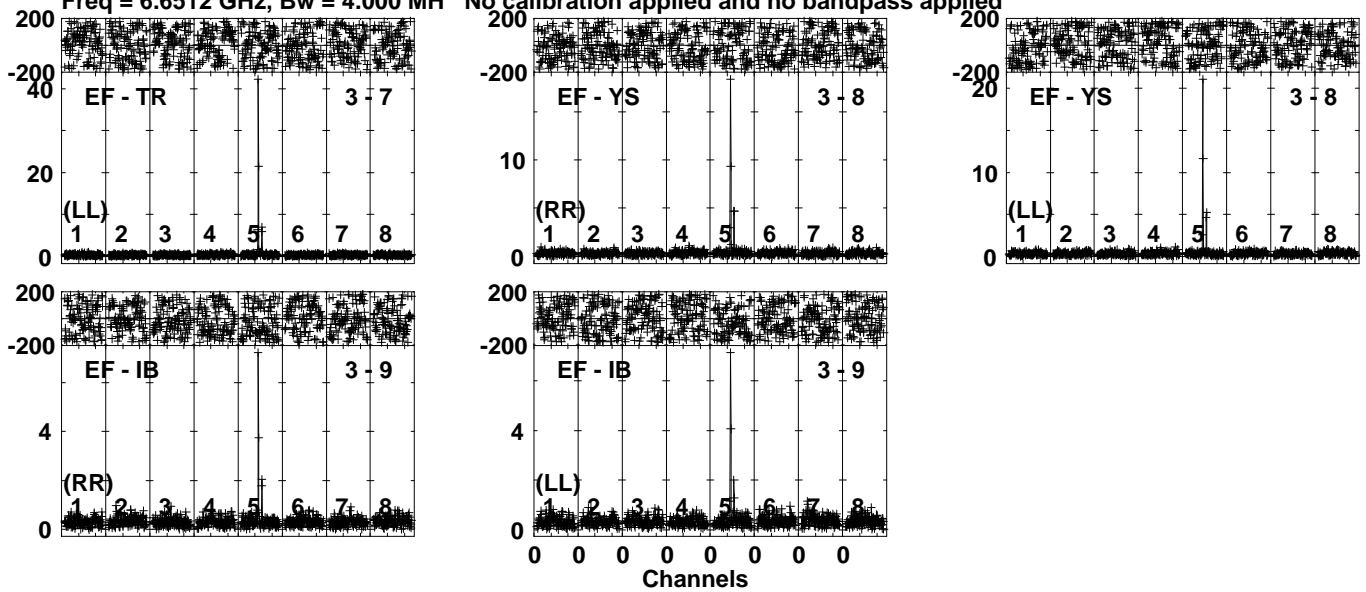 Freq = 6.6512 GHz, Bw = 4.000 MH No calibration applied and no bandpass applied
200 200 200
-200 -200 -200
40 EF - TR 3 - 7 EF - YS 3 - 8 20 EF - YS 3 - 8
20 10 10
(LL) (RR) (LL)
1 2 3 4 5 6 7 8 1 2 3 4 5 6 7 8 1 2 3 4 5 6 7 8
0 0 0
200 200
-200 -200
EF - IB 3 - 9 EF - IB 3 - 9
4 4
(RR) (LL)
1 2 3 4 5 6 7 8 1 2 3 4 5 6 7 8
0 0
0 0 0 0 0 0 0 0
Channels